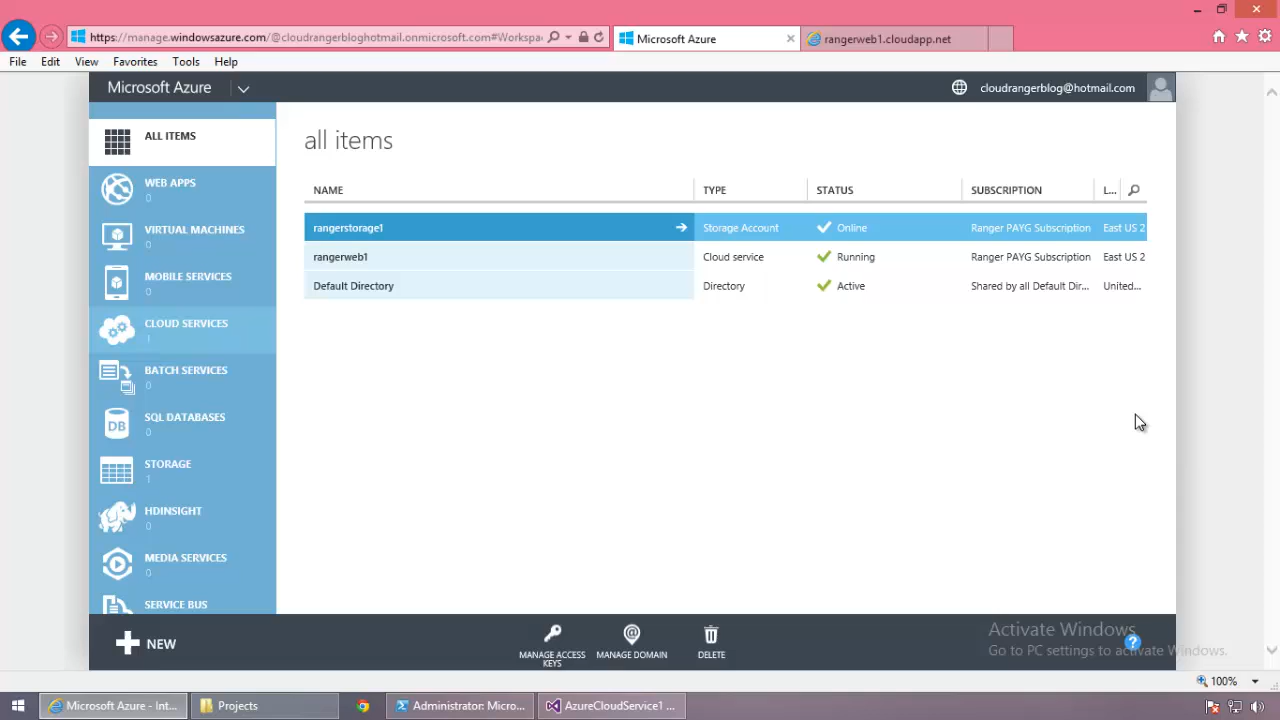 https://manage.windowsazure.com/@cloudrangerbloghotmail.onmicrosoft.com#Workspa
Microsoft Azure
rangerweb1.cloudapp.net
File Edit View Favorites Tools Help
Microsoft Azure
cloudrangerblog@hotmail.com
ALL ITEMS
WEB APPS
0
VIRTUAL MACHINES
0
MOBILE SERVICES
0
CLOUD SERVICES
1
BATCH SERVICES
0
SQL DATABASES
0
DB
STORAGE
1
HDINSIGHT
0
MEDIA SERVICES
0
SERVICE BUS
all items
NAME TYPE STATUS SUBSCRIPTION L...
rangerstorage1 Storage Account Online Ranger PAYG Subscription East US 2
rangerweb1 Cloud service Running Ranger PAYG Subscription East US 2
Default Directory Directory Active Shared by all Default Dir... United...
NEW
MANAGE ACCESS
KEYS
MANAGE DOMAIN
DELETE
Activate Windows
Go to PC settings to activate Windows.
?
100%
Microsoft Azure - Int...
Projects
Administrator: Micro...
AzureCloudService1 ...